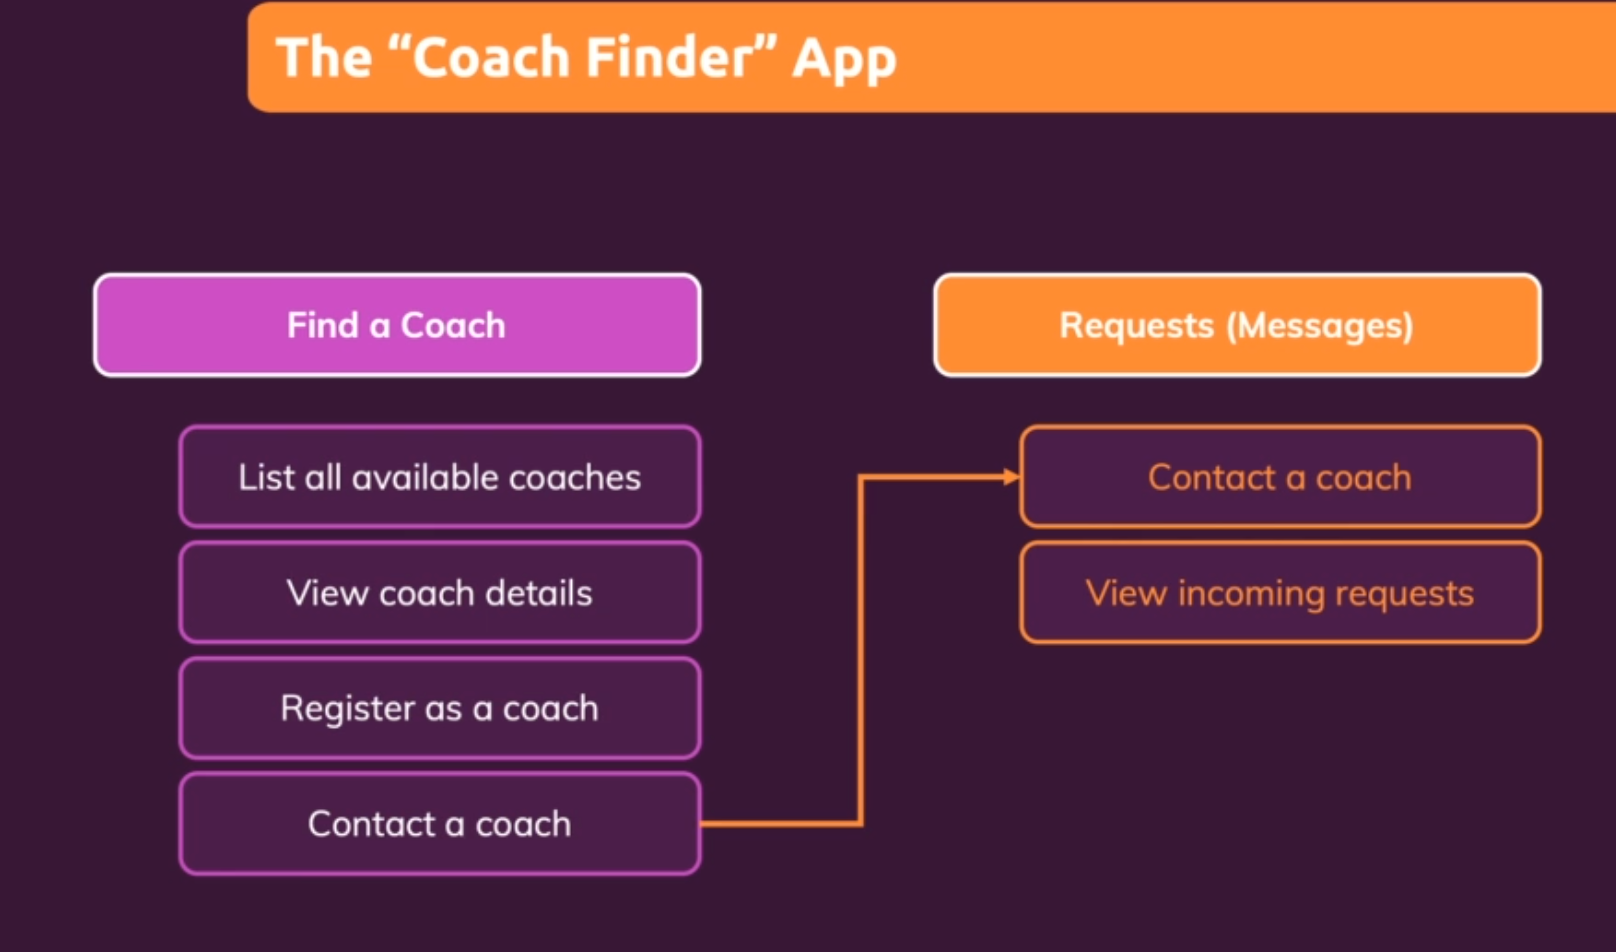 The “Coach Finder” App
Find a Coach
List all available coaches
View coach details
Register as a coach
Contact a coach
Requests (Messages)
Contact a coach
View incoming requests